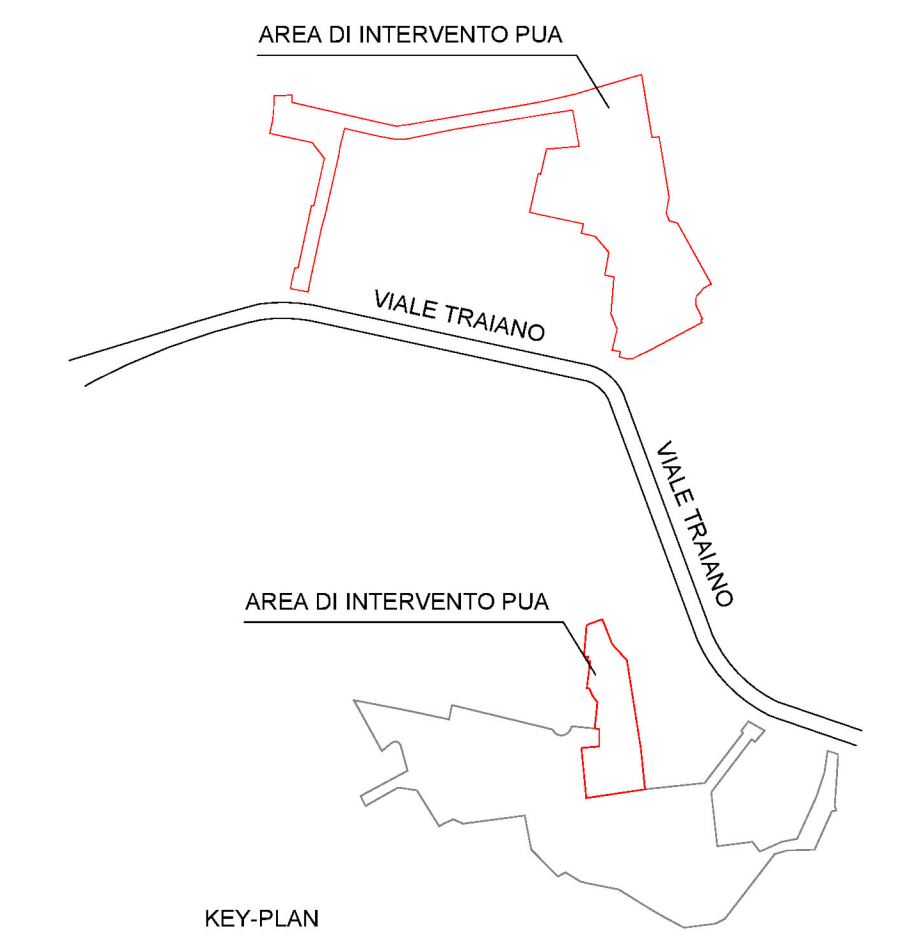 AREA DI INTERVENTO PUA
VIALE TRAIANO
VIALE TRAIANO
AREA DI INTERVENTO PUA
KEY-PLAN